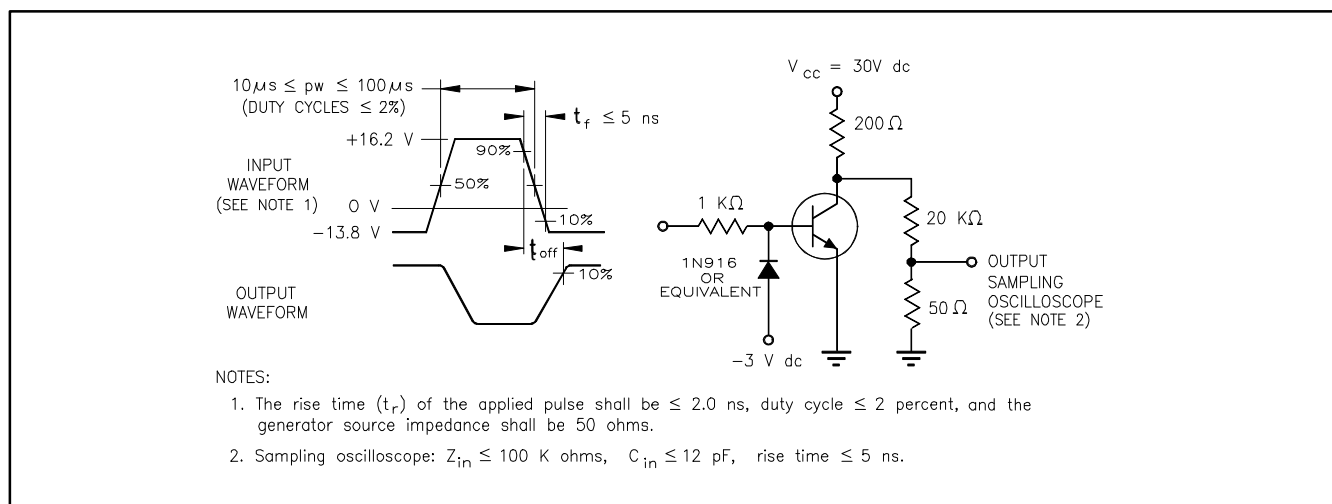 10μs ≤ pw ≤ 100μs
(DUTY CYCLES ≤ 2%)
t_f ≤ 5 ns
+16.2 V
90%
INPUT
WAVEFORM
(SEE NOTE 1)
50%
0 V
10%
-13.8 V
t_off
10%
OUTPUT
WAVEFORM
V_CC = 30V dc
200Ω
1 KΩ
20 KΩ
1N916
OR
EQUIVALENT
OUTPUT
SAMPLING
OSCILLOSCOPE
(SEE NOTE 2)
50Ω
-3 V dc
NOTES:
1. The rise time (t_r) of the applied pulse shall be ≤ 2.0 ns, duty cycle ≤ 2 percent, and the
generator source impedance shall be 50 ohms.
2. Sampling oscilloscope: Z_in ≤ 100 K ohms, C_in ≤ 12 pF, rise time ≤ 5 ns.